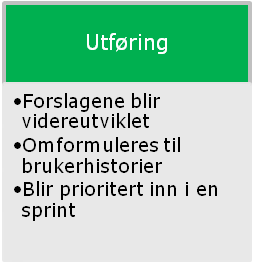 Utføring
•Forslagene blir
videreutviklet
•Omformuleres til
brukerhistorier
•Blir prioritert inn i en
sprint